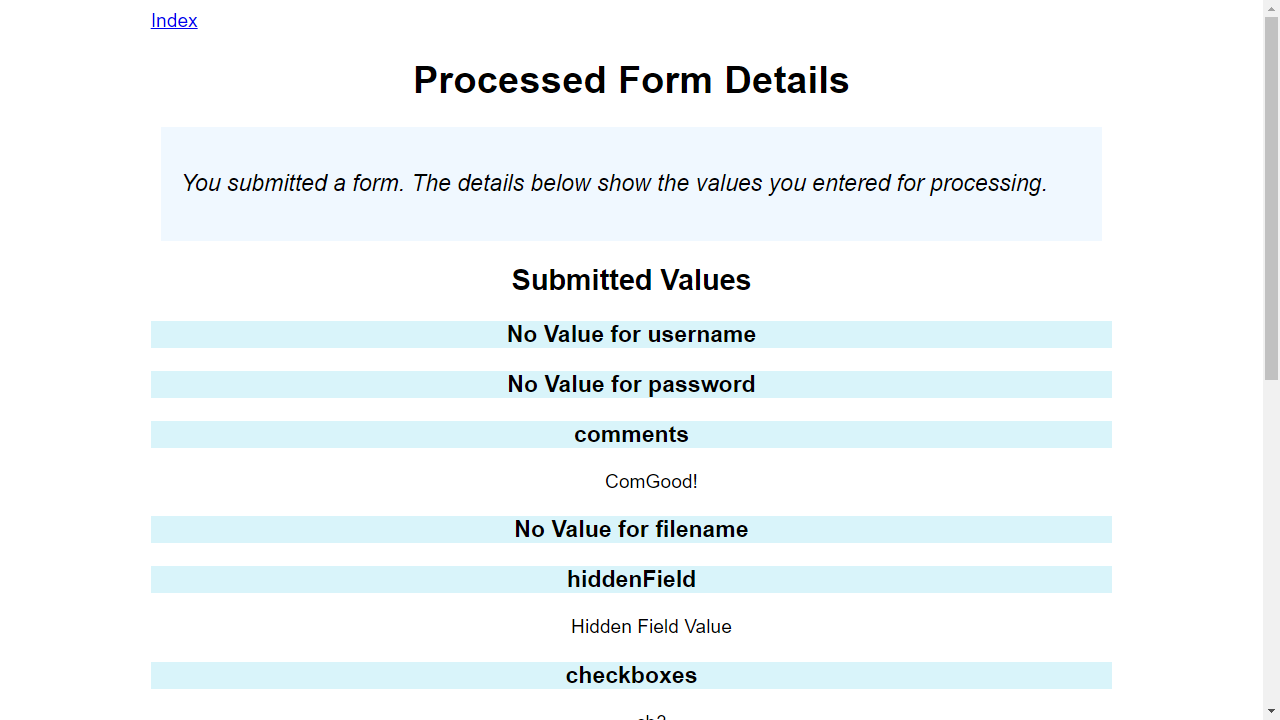 Index
Processed Form Details
You submitted a form. The details below show the values you entered for processing.
Submitted Values
No Value for username
No Value for password
comments
ComGood!
No Value for filename
hiddenField
Hidden Field Value
checkboxes